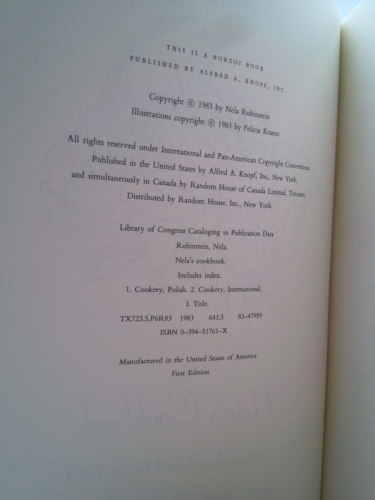 THIS IS A BORZOI BOOK
PUBLISHED BY ALFRED A. KNOPF, INC.
Copyright © 1983 by Nela Rubinstein
Illustrations copyright © 1983 by Felicia Kranz
All rights reserved under International and Pan-American Copyright Conventions.
Published in the United States by Alfred A. Knopf, Inc., New York,
and simultaneously in Canada by Random House of Canada Limited, Toronto.
Distributed by Random House, Inc., New York.
Library of Congress Cataloging in Publication Data
Rubinstein, Nela.
Nela's cookbook.
Includes index.
1. Cookery, Polish. 2. Cookery, International.
I. Title.
TX723.5.P6R83 1983 641.5 83-47959
ISBN 0-394-51761-X
Manufactured in the United States of America
First Edition